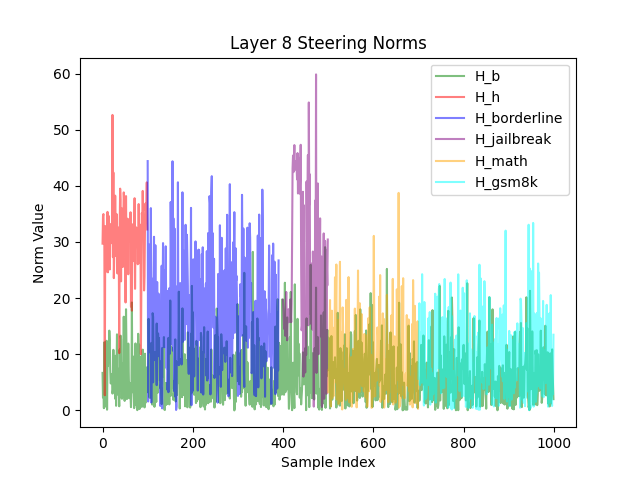 Layer 8 Steering Norms
Norm Value
60
50
40
30
20
10
0
H_b
H_h
H_borderline
H_jailbreak
H_math
H_gsm8k
0
200
400
600
800
1000
Sample Index